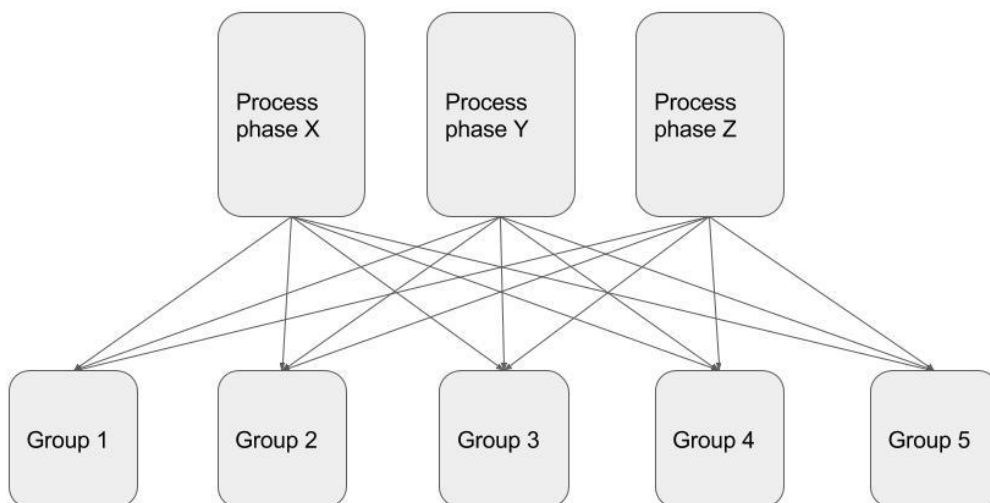 Process
phase X
Process
phase Y
Process
phase Z
Group 1
Group 2
Group 3
Group 4
Group 5